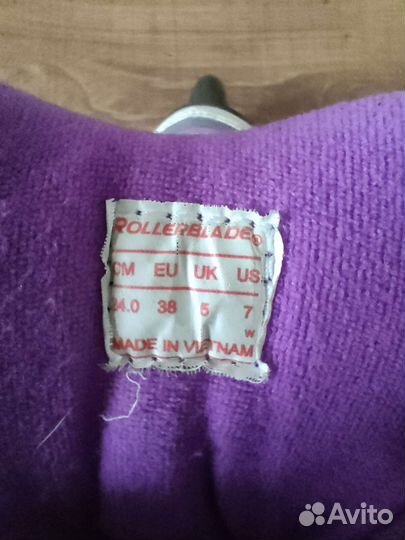 ROLLERBLADE®
CM EU UK US
24.0 38 5 7
W
MADE IN VIETNAM
Avito